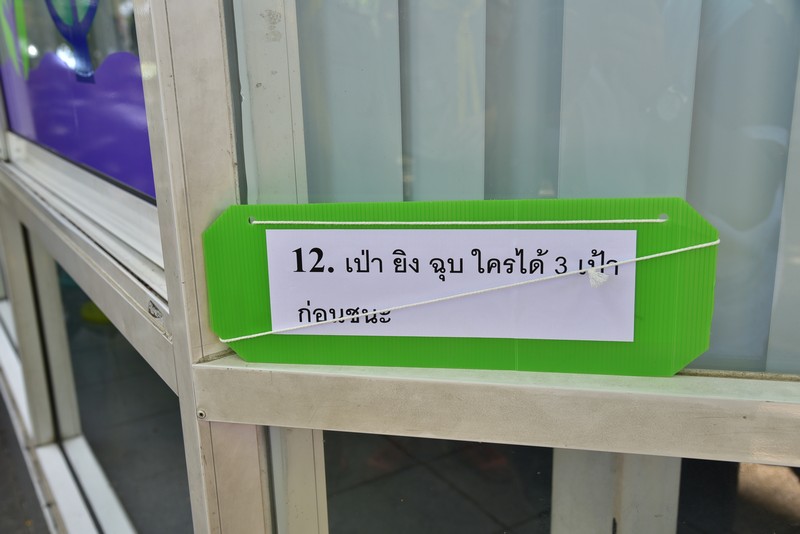 12. เป่า ยิง ฉุบ ใครได้ 3 เป้า
ก่อนชนะ